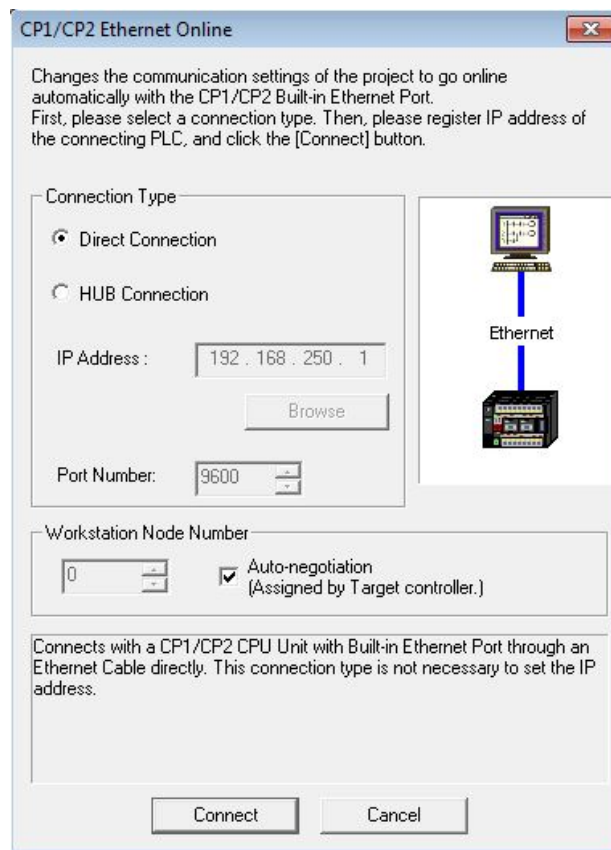 CP1/CP2 Ethernet Online
Changes the communication settings of the project to go online
automatically with the CP1/CP2 Built-in Ethernet Port.
First, please select a connection type. Then, please register IP address of
the connecting PLC, and click the [Connect] button.
Connection Type
Direct Connection
HUB Connection
IP Address :
192 . 168 . 250 . 1
Browse
Port Number:
9600
Ethernet
Workstation Node Number
0
Auto-negotiation
(Assigned by Target controller.)
Connects with a CP1/CP2 CPU Unit with Built-in Ethernet Port through an
Ethernet Cable directly. This connection type is not necessary to set the IP
address.
Connect
Cancel